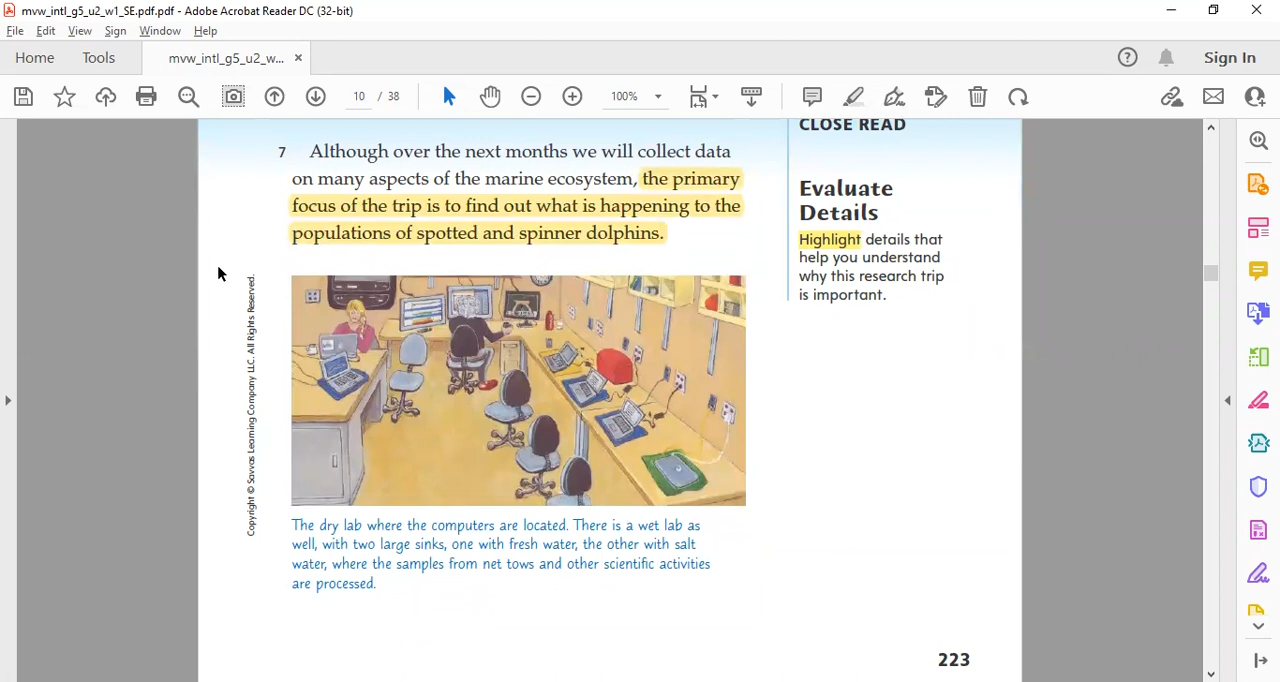 mvw_intl_g5_u2_w1_SE.pdf.pdf - Adobe Acrobat Reader DC (32-bit)
File Edit View Sign Window Help
Home Tools mvw_intl_g5_u2_w... × Sign In
10 / 38 100%
CLOSE READ
7 Although over the next months we will collect data
on many aspects of the marine ecosystem, the primary
focus of the trip is to find out what is happening to the
populations of spotted and spinner dolphins.
Evaluate
Details
Highlight details that
help you understand
why this research trip
is important.
Copyright © Savvas Learning Company LLC. All Rights Reserved.
The dry lab where the computers are located. There is a wet lab as
well, with two large sinks, one with fresh water, the other with salt
water, where the samples from net tows and other scientific activities
are processed.
223